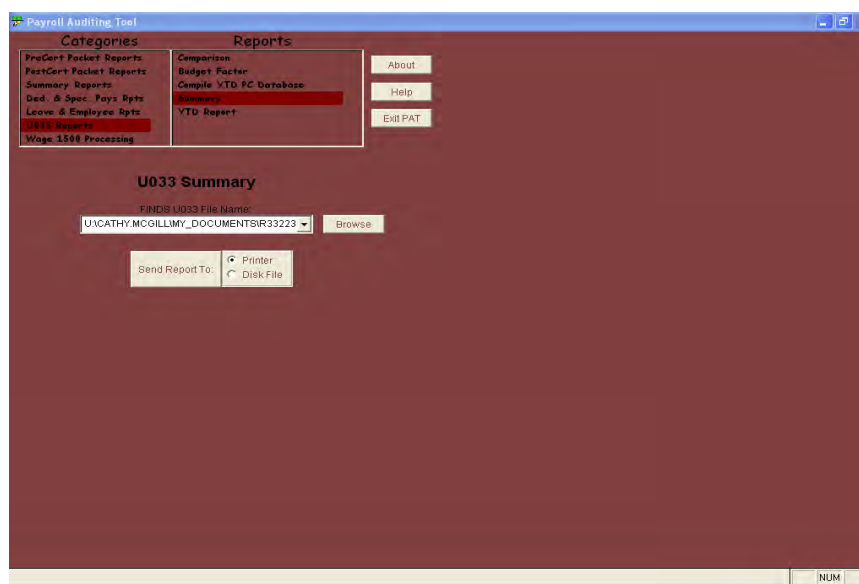 Payroll Auditing Tool
Categories
Reports
PreCert Packet Reports
PostCert Packet Reports
Summary Reports
Ded. & Spec. Pays Rpts
Leave & Employee Rpts
U033 Reports
Wage 1500 Processing
Comparison
Budget Factor
Compile YTD PC Database
Summary
YTD Report
About
Help
Exit PAT
U033 Summary
FINDS U033 File Name:
U:\CATHY.MCGILL\MY_DOCUMENTS\R33223
Browse
Send Report To:
Printer
Disk File
NUM